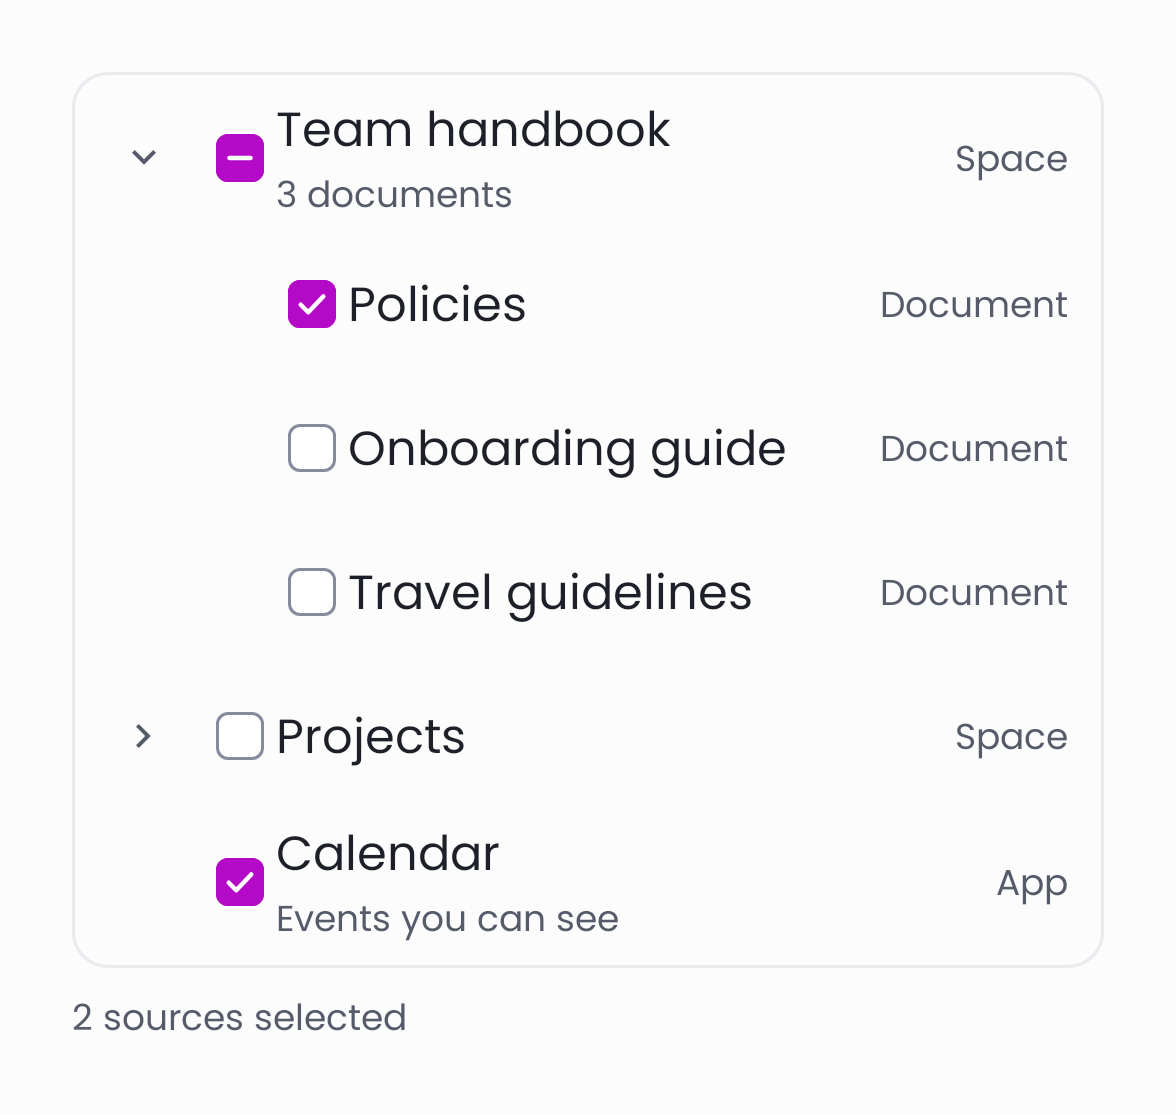 Team handbook
Space
3 documents
Policies
Document
Onboarding guide
Document
Travel guidelines
Document
Projects
Space
Calendar
App
Events you can see
2 sources selected